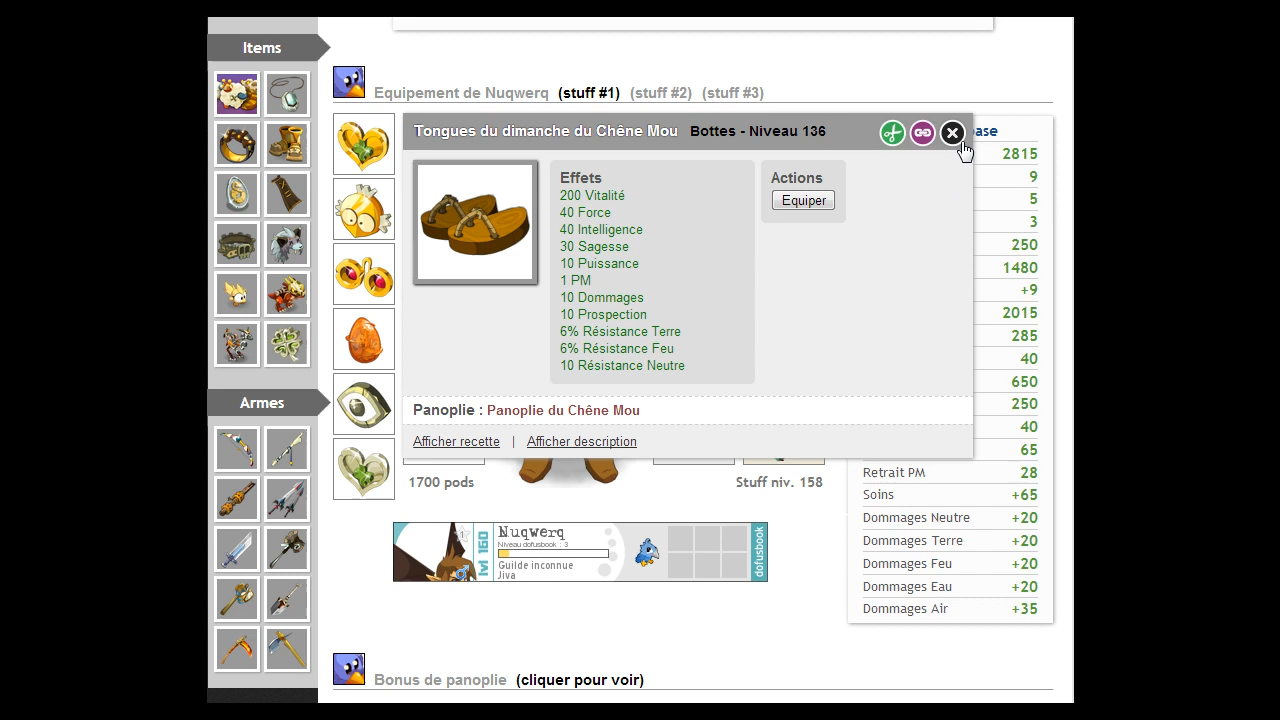 Items
Equipement de Nuqwerq (stuff #1) (stuff #2) (stuff #3)
Tongues du dimanche du Chêne Mou Bottes - Niveau 136
Effets
200 Vitalité
40 Force
40 Intelligence
30 Sagesse
10 Puissance
1 PM
10 Dommages
10 Prospection
6% Résistance Terre
6% Résistance Feu
10 Résistance Neutre
Actions
Equiper
Panoplie : Panoplie du Chêne Mou
Afficher recette | Afficher description
base
2815
9
5
3
250
1480
+9
2015
285
40
650
250
40
65
Retrait PM 28
Soins +65
Dommages Neutre +20
Dommages Terre +20
Dommages Feu +20
Dommages Eau +20
Dommages Air +35
Armes
1700 pods
Stuff niv. 158
lvl 150
Nuqwerq
Niveau dofusbook : 3
Guilde inconnue
Jiva
1
dofusbook
Bonus de panoplie (cliquer pour voir)